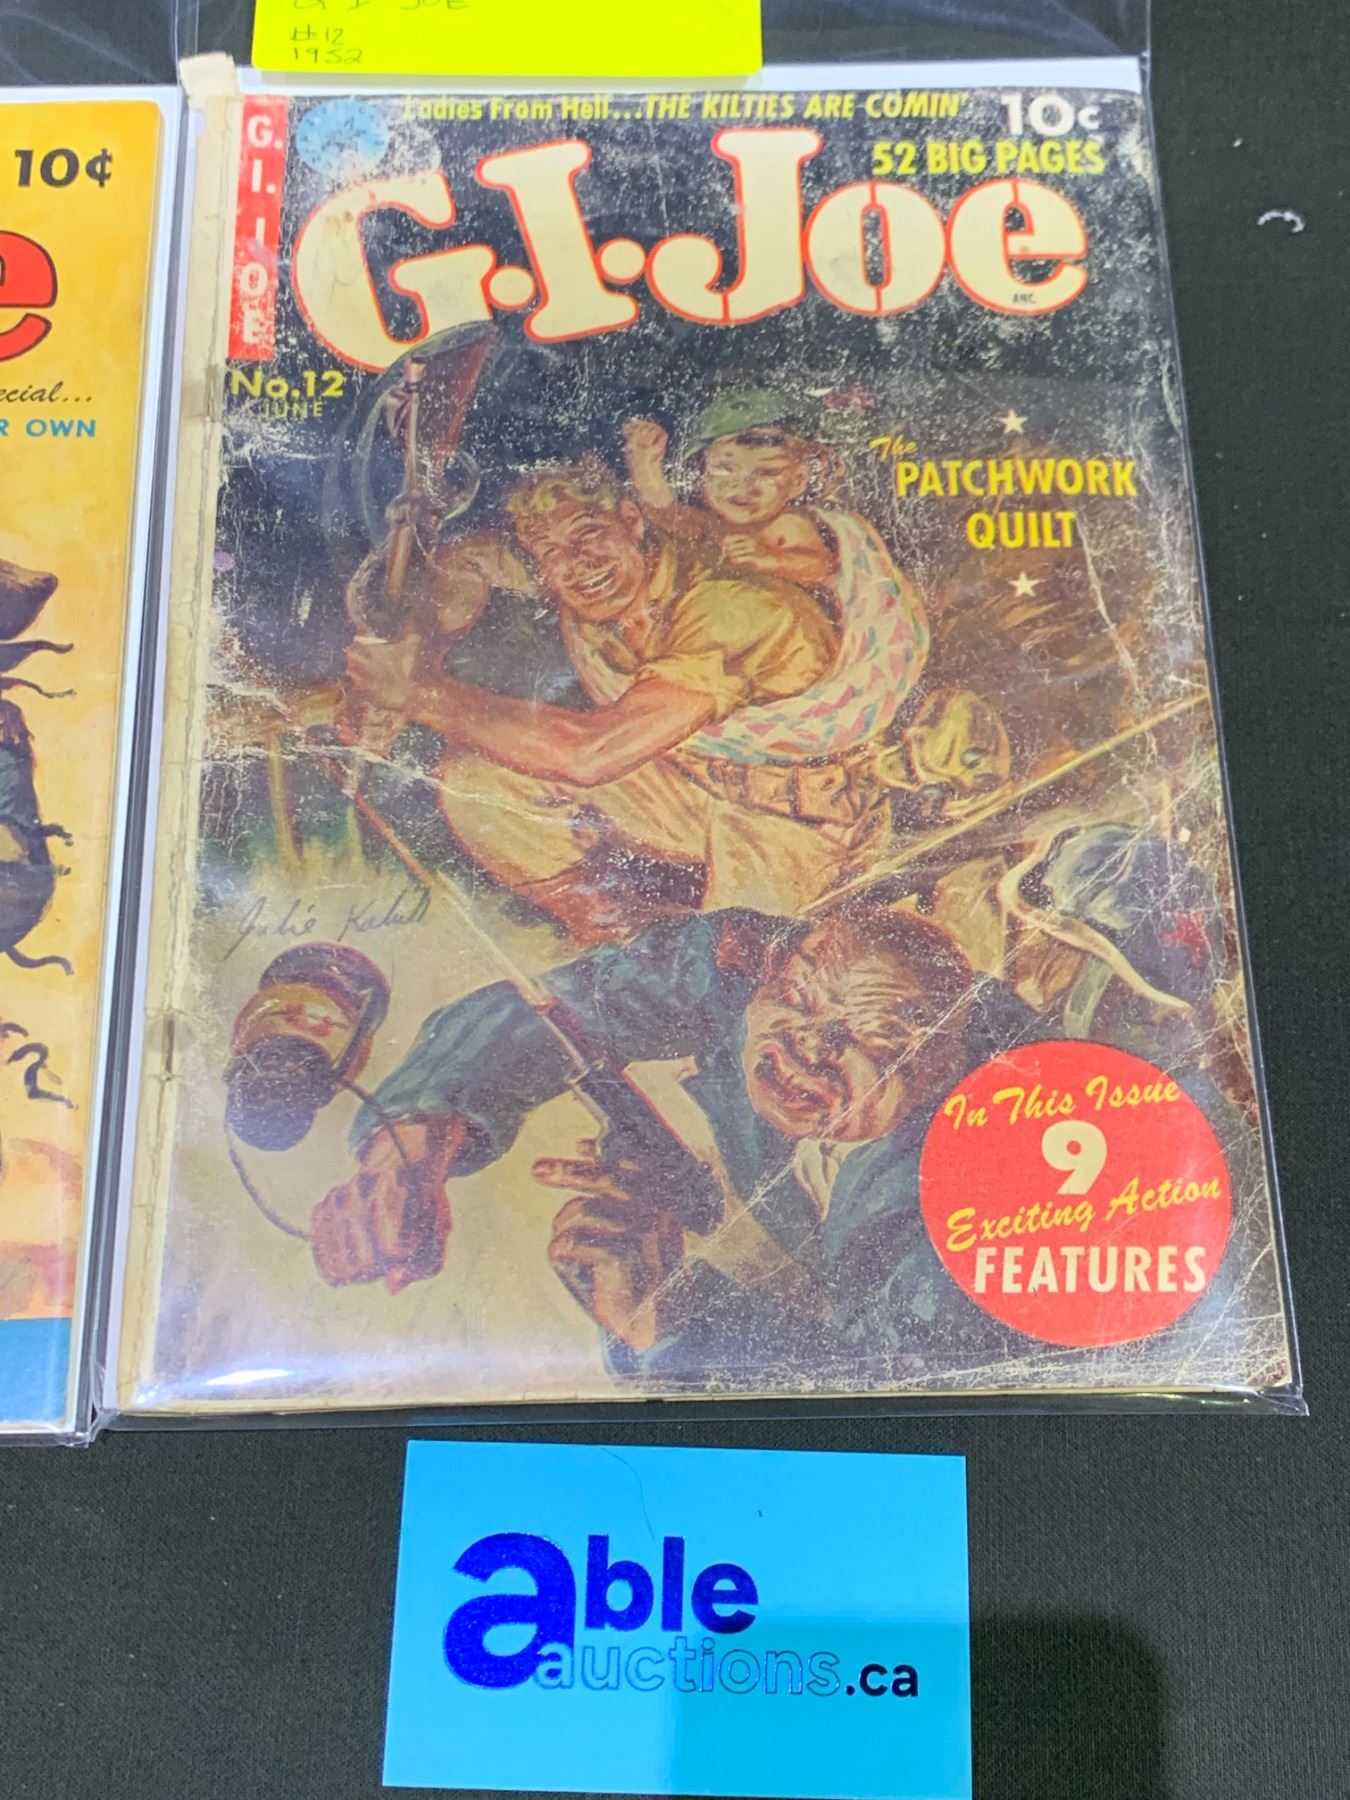 G I JOE
#12
1952
10¢
e
ecial...
R OWN
G.I.JOE
Ladies From Hell...THE KILTIES ARE COMIN'
10c
52 BIG PAGES
G.I.Joe
No.12
JUNE
The
PATCHWORK
QUILT
In This Issue
9
Exciting Action
FEATURES
able
auctions.ca